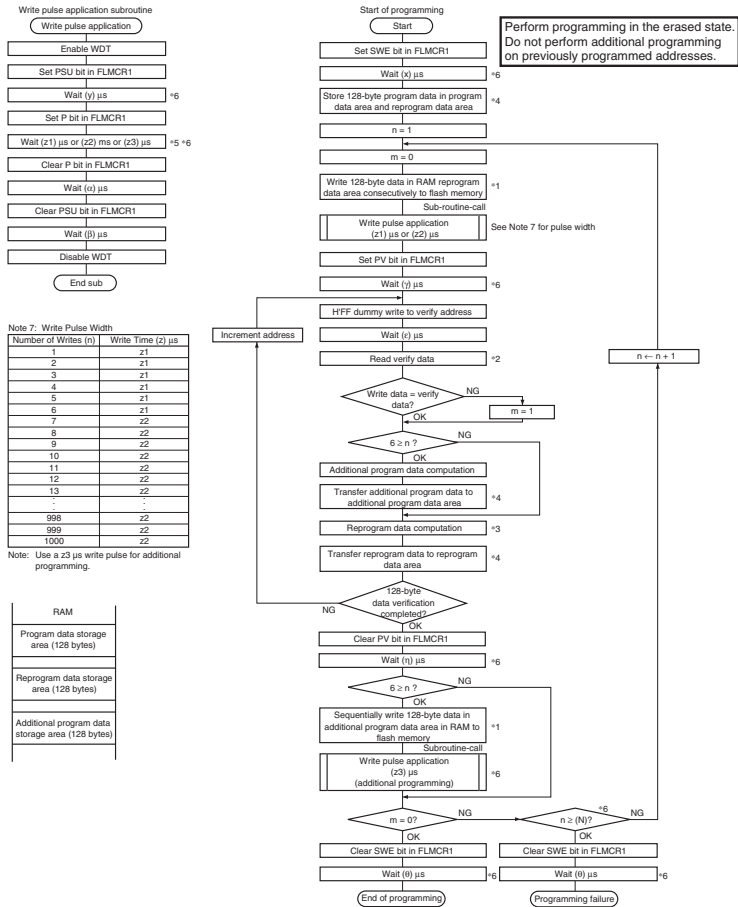 Write pulse application subroutine
Write pulse application
Enable WDT
Set PSU bit in FLMCR1
Wait (y) μs
*6
Set P bit in FLMCR1
Wait (z1) μs or (z2) ms or (z3) μs
*5 *6
Clear P bit in FLMCR1
Wait (α) μs
Clear PSU bit in FLMCR1
Wait (β) μs
Disable WDT
End sub
Note 7: Write Pulse Width
Number of Writes (n) Write Time (z) μs
1 z1
2 z1
3 z1
4 z1
5 z1
6 z1
7 z2
8 z2
9 z2
10 z2
11 z2
12 z2
13 z2
: :
: :
998 z2
999 z2
1000 z2
Note: Use a z3 μs write pulse for additional
programming.
RAM
Program data storage
area (128 bytes)
Reprogram data storage
area (128 bytes)
Additional program data
storage area (128 bytes)
Start of programming
Start
Perform programming in the erased state.
Do not perform additional programming
on previously programmed addresses.
Set SWE bit in FLMCR1
Wait (x) μs
*6
Store 128-byte program data in program
data area and reprogram data area
*4
n = 1
m = 0
Write 128-byte data in RAM reprogram
data area consecutively to flash memory
*1
Sub-routine-call
Write pulse application
(z1) μs or (z2) μs
See Note 7 for pulse width
Set PV bit in FLMCR1
Wait (γ) μs
*6
H'FF dummy write to verify address
Increment address
Wait (ε) μs
Read verify data
*2
n ← n + 1
Write data = verify
data?
NG
m = 1
OK
6 ≥ n ?
NG
OK
Additional program data computation
Transfer additional program data to
additional program data area
*4
Reprogram data computation
*3
Transfer reprogram data to reprogram
data area
*4
128-byte
data verification
completed?
NG
OK
Clear PV bit in FLMCR1
Wait (η) μs
*6
6 ≥ n ?
NG
OK
Sequentially write 128-byte data in
additional program data area in RAM to
flash memory
*1
Subroutine-call
Write pulse application
(z3) μs
(additional programming)
*6
m = 0?
NG
n ≥ (N)?
*6
NG
OK
OK
Clear SWE bit in FLMCR1
Clear SWE bit in FLMCR1
Wait (θ) μs
*6
Wait (θ) μs
*6
End of programming
Programming failure